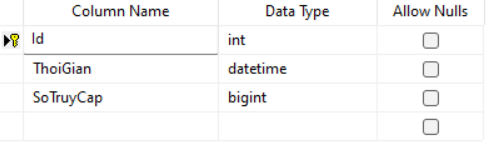 Column Name Data Type Allow Nulls
Id int
ThoiGian datetime
SoTruyCap bigint